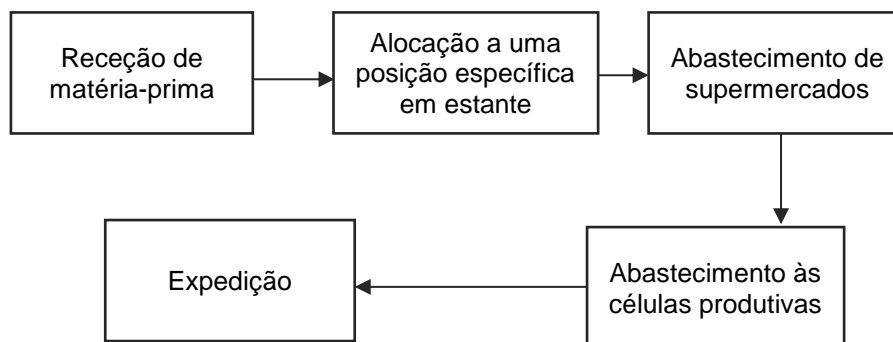 Receção de
matéria-prima
Alocação a uma
posição específica
em estante
Abastecimento de
supermercados
Abastecimento às
células produtivas
Expedição